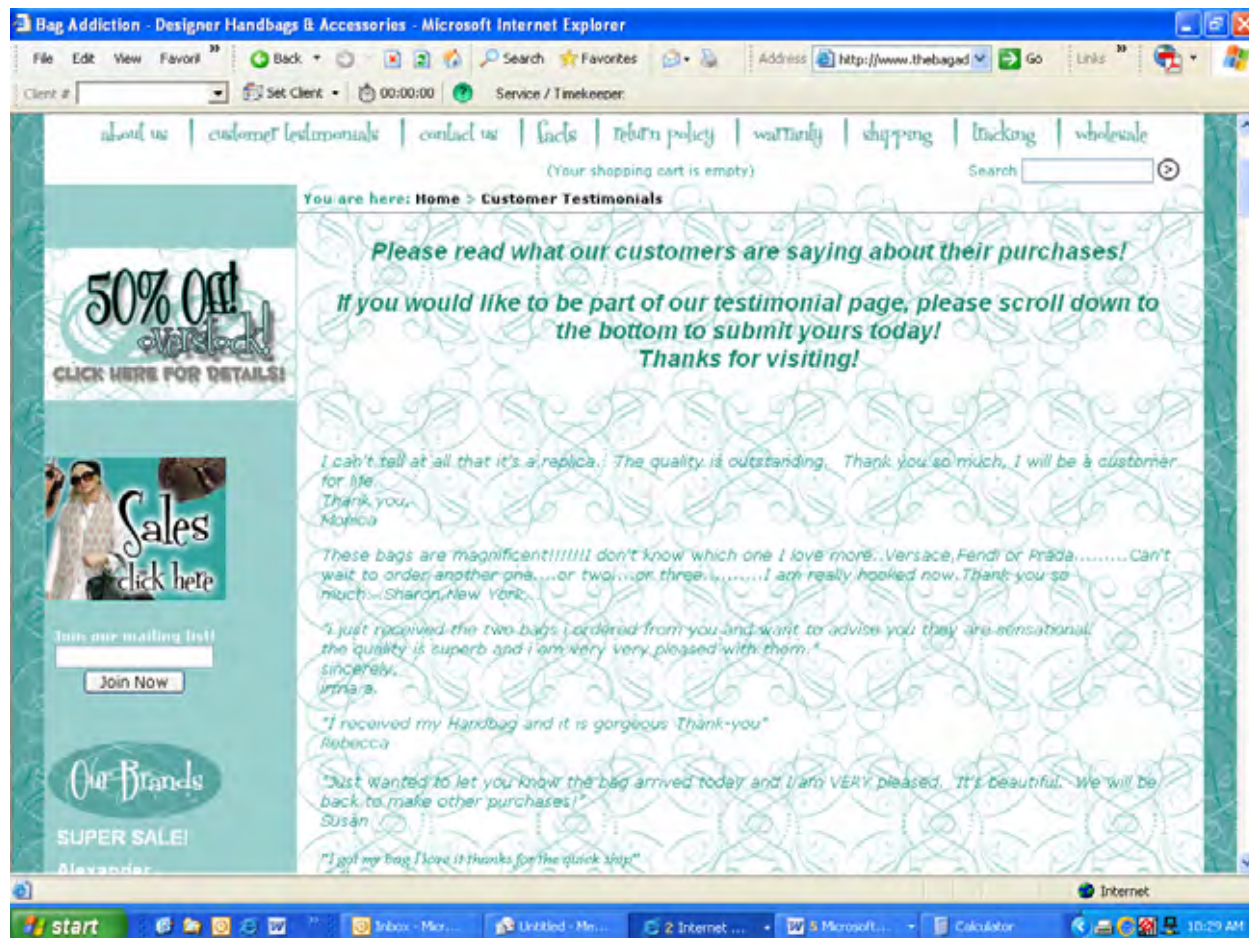 Bag Addiction - Designer Handbags & Accessories - Microsoft Internet Explorer
File Edit View Favori » Back Search Favorites Address http://www.thebagad Go Links »
Client # Set Client 00:00:00 Service / Timekeeper:
about us | customer testimonials | contact us | facts | return policy | warranty | shipping | tracking | wholesale
(Your shopping cart is empty) Search
You are here: Home > Customer Testimonials
50% Off!
overstock!
CLICK HERE FOR DETAILS!
Sales
click here
Join our mailing list!
Join Now
Our Brands
SUPER SALE!
Alexander
Please read what our customers are saying about their purchases!
If you would like to be part of our testimonial page, please scroll down to
the bottom to submit yours today!
Thanks for visiting!
I can't tell at all that it's a replica. The quality is outstanding. Thank you so much, I will be a customer
for life.
Thank you,
Monica
These bags are magnificent!!!!!!!I don't know which one I love more..Versace,Fendi or Prada.........Can't
wait to order another one....or two....or three..........I am really hooked now.Thank you so
much...Sharon,New York...
"i just received the two bags i ordered from you and want to advise you they are sensational.
the quality is superb and i am very very pleased with them."
sincerely,
irma a.
"I received my Handbag and it is gorgeous Thank-you"
Rebecca
"Just wanted to let you know the bag arrived today and I am VERY pleased. It's beautiful. We will be
back to make other purchases!"
Susan
"I got my bag I love it thanks for the quick ship"
Internet
start » Inbox - Micr... Untitled - Me... 2 Internet ... 5 Microsoft... Calculator 10:29 AM